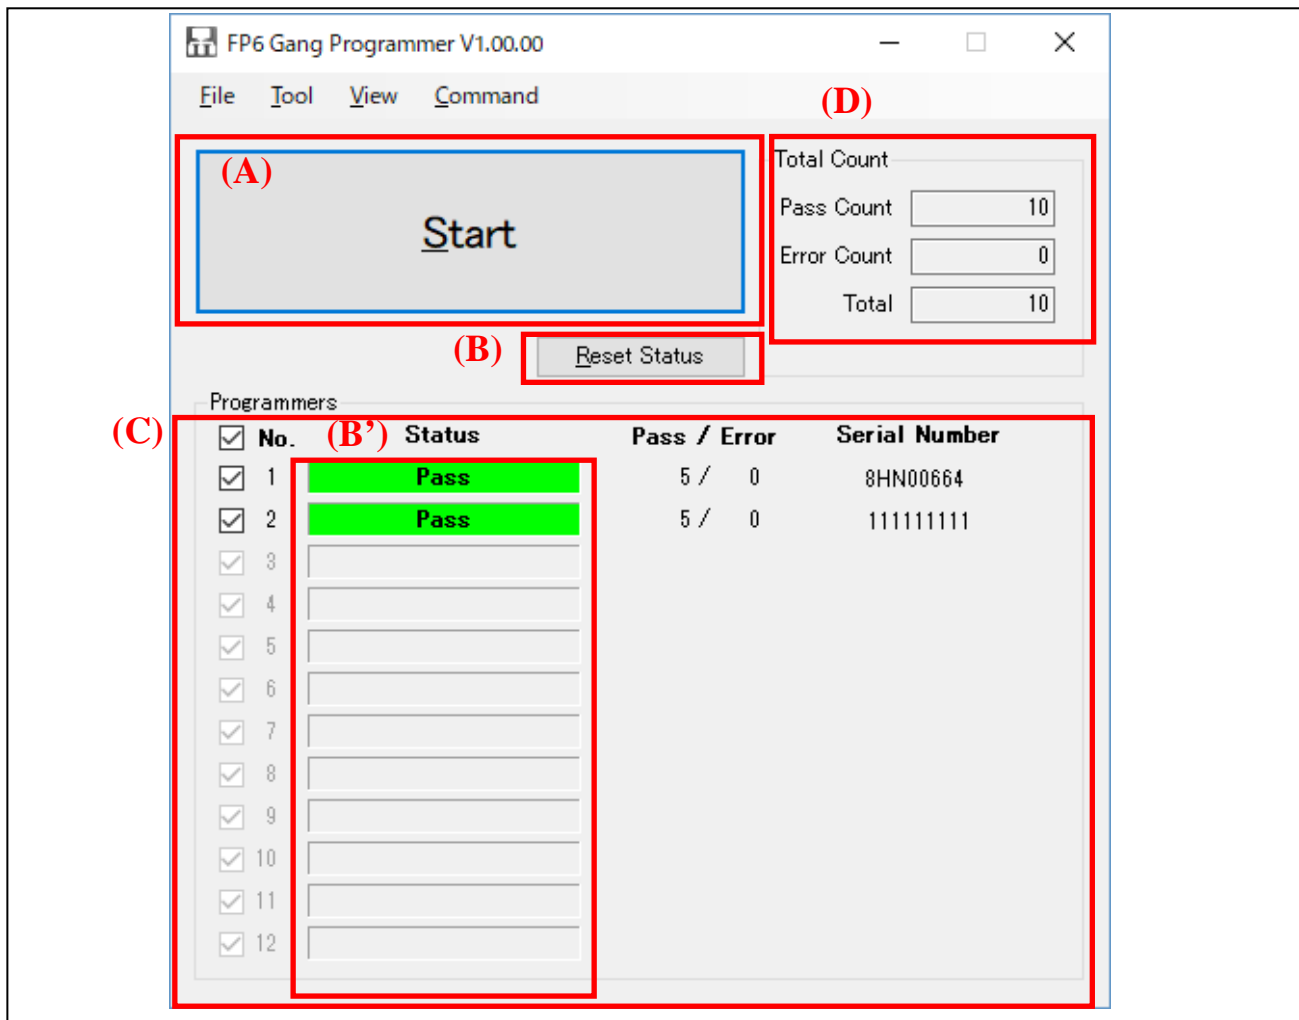 FP6 Gang Programmer V1.00.00
File Tool View Command
(D)
(A)
Start
Total Count
Pass Count 10
Error Count 0
Total 10
(B)
Reset Status
Programmers
(C)
No. (B’) Status Pass / Error Serial Number
1 Pass 5 / 0 8HN00664
2 Pass 5 / 0 111111111
3
4
5
6
7
8
9
10
11
12